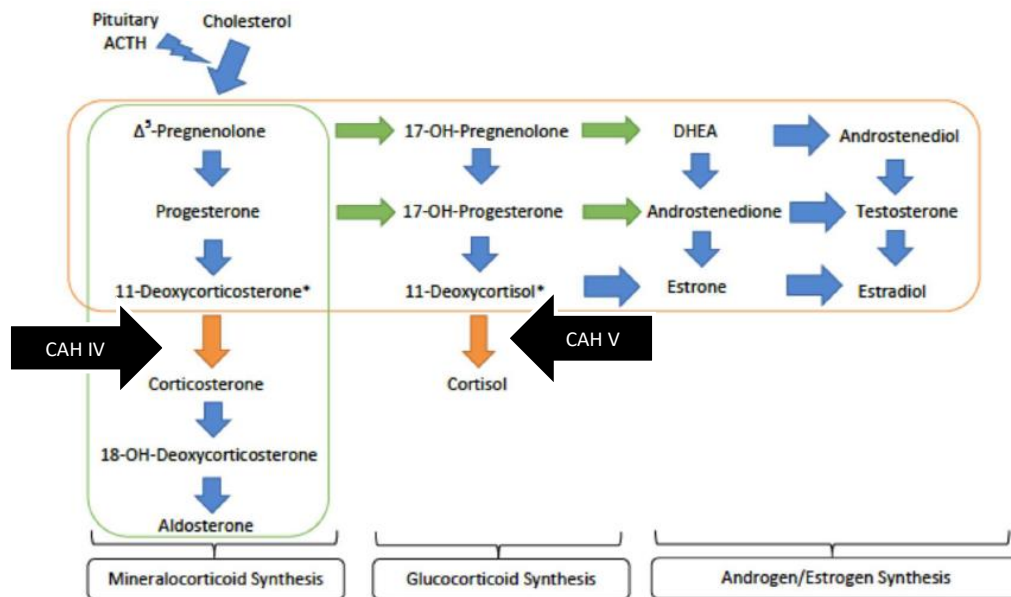 Pituitary
ACTH
Cholesterol
Δ⁵-Pregnenolone
17-OH-Pregnenolone
DHEA
Androstenediol
Progesterone
17-OH-Progesterone
Androstenedione
Testosterone
11-Deoxycorticosterone*
11-Deoxycortisol*
Estrone
Estradiol
CAH IV
CAH V
Corticosterone
Cortisol
18-OH-Deoxycorticosterone
Aldosterone
Mineralocorticoid Synthesis
Glucocorticoid Synthesis
Androgen/Estrogen Synthesis